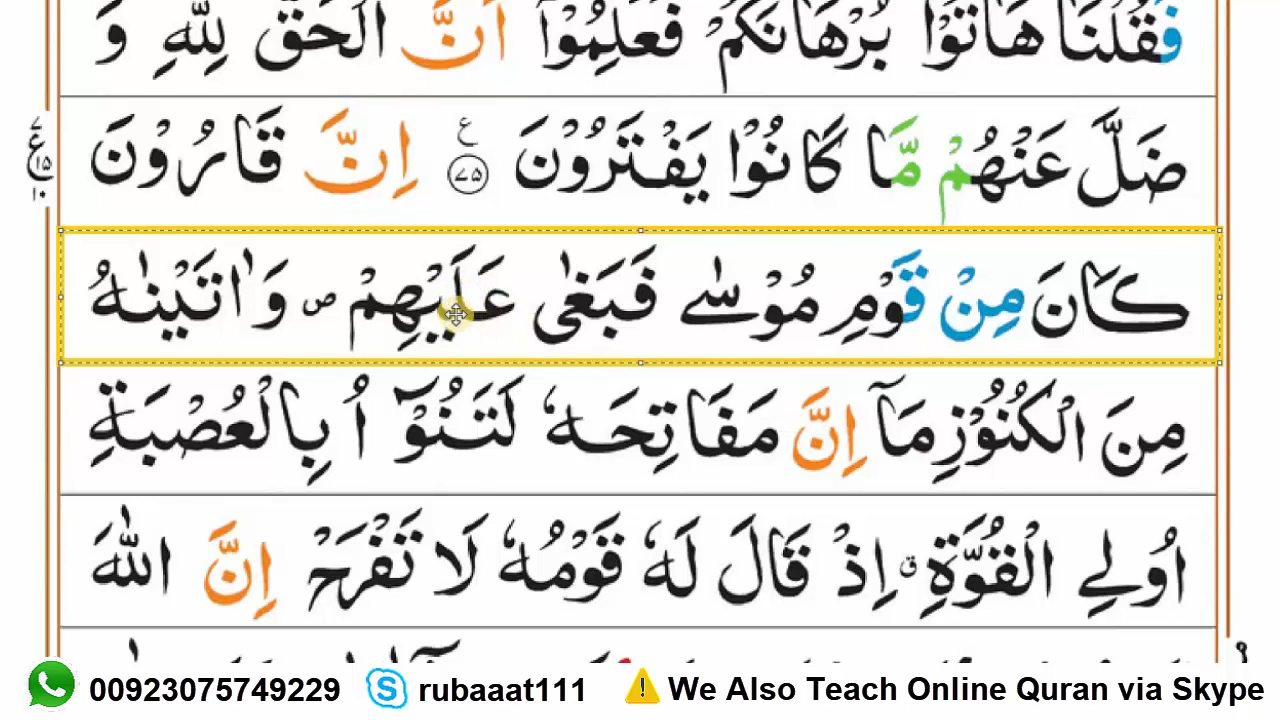 فَقُلْنَا هَاتُوْا بُرْهَانَكُمْ فَعَلِمُوْۤا اَنَّ الْحَقَّ لِلّٰهِ وَ
ضَلَّ عَنْهُمْ مَّا كَانُوْا يَفْتَرُوْنَ ۧ ﴿۷۵﴾ اِنَّ قَارُوْنَ
كَانَ مِنْ قَوْمِ مُوْسٰى فَبَغٰى عَلَيْهِمْ ۪ وَاٰتَيْنٰهُ
مِنَ الْكُنُوْزِ مَاۤ اِنَّ مَفَاتِحَهٗ لَتَنُوْٓ اُ بِالْعُصْبَةِ
اُولِى الْقُوَّةِ ۗ اِذْ قَالَ لَهٗ قَوْمُهٗ لَا تَفْرَحْ اِنَّ اللّٰهَ
00923075749229 rubaaat111 We Also Teach Online Quran via Skype